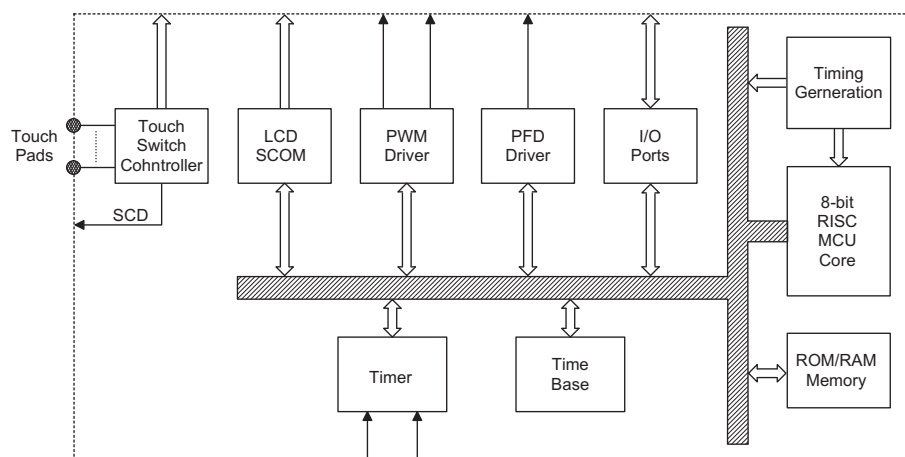 Touch
Pads
Touch
Switch
Cohntroller
SCD
LCD
SCOM
PWM
Driver
PFD
Driver
I/O
Ports
Timing
Gerneration
8-bit
RISC
MCU
Core
Timer
Time
Base
ROM/RAM
Memory